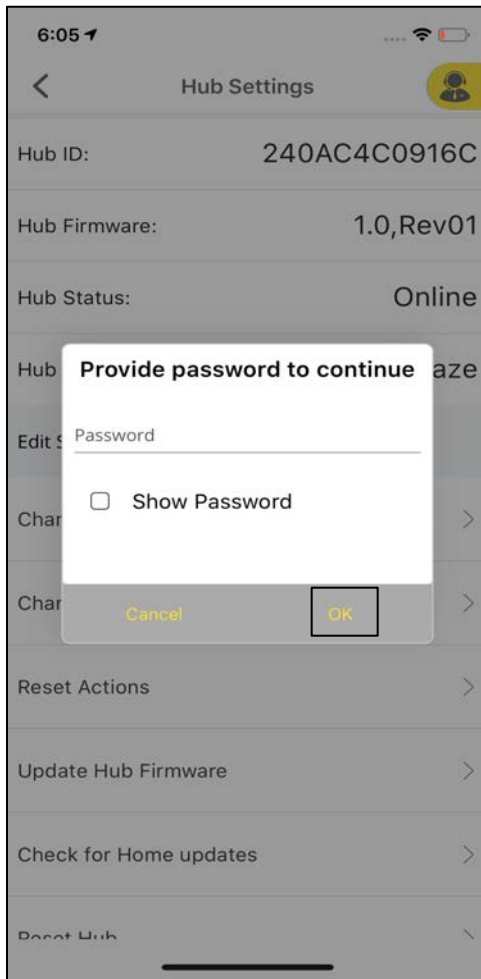 6:05
Hub Settings
Hub ID: 240AC4C0916C
Hub Firmware: 1.0,Rev01
Hub Status: Online
Hub aze
Provide password to continue
Edit S
Password
Show Password
Char
Char
Cancel OK
Reset Actions
Update Hub Firmware
Check for Home updates
Reset Hub